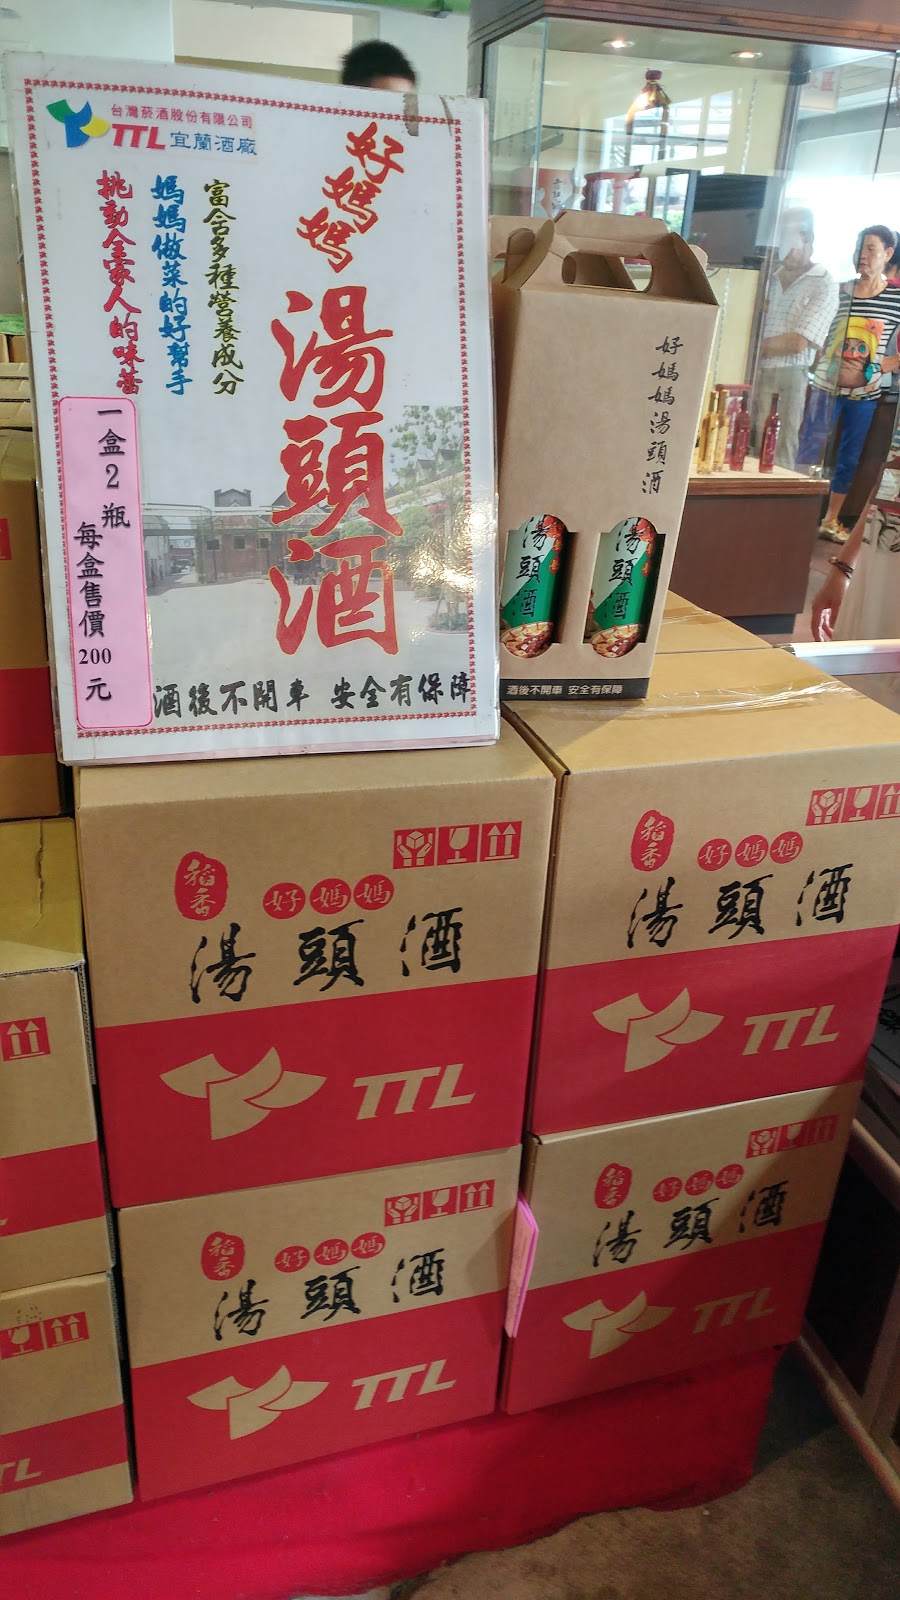 台灣菸酒股份有限公司
TTL 宜蘭酒廠
好媽媽
湯頭酒
富含多種營養成分
媽媽做菜的好幫手
挑動全家人的味蕾
一盒2瓶
每盒售價200元
酒後不開車 安全有保障
好媽媽湯頭酒
湯頭酒
湯頭酒
酒後不開車 安全有保障
稻香
好媽媽
湯頭酒
TTL
稻香
好媽媽
湯頭酒
TTL
稻香
好媽媽
湯頭酒
TTL
稻香
好媽媽
湯頭酒
TTL
TL